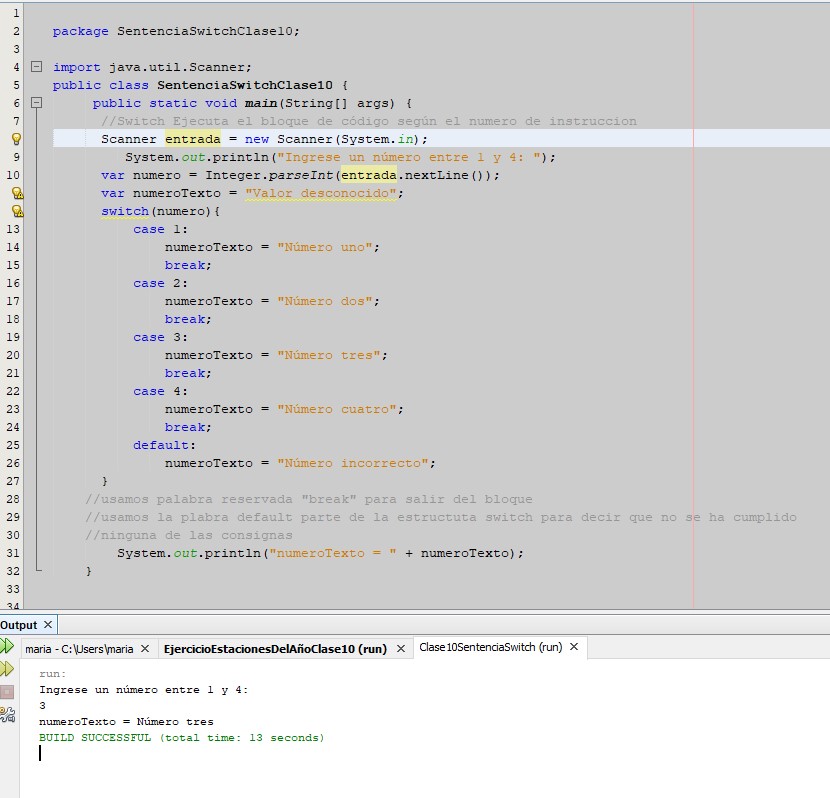 1
2 package SentenciaSwitchClase10;
3
4 import java.util.Scanner;
5 public class SentenciaSwitchClase10 {
6 public static void main(String[] args) {
7 //Switch Ejecuta el bloque de código según el numero de instruccion
Scanner entrada = new Scanner(System.in);
9 System.out.println("Ingrese un número entre 1 y 4: ");
10 var numero = Integer.parseInt(entrada.nextLine());
var numeroTexto = "Valor desconocido";
switch(numero){
13 case 1:
14 numeroTexto = "Número uno";
15 break;
16 case 2:
17 numeroTexto = "Número dos";
18 break;
19 case 3:
20 numeroTexto = "Número tres";
21 break;
22 case 4:
23 numeroTexto = "Número cuatro";
24 break;
25 default:
26 numeroTexto = "Número incorrecto";
27 }
28 //usamos palabra reservada "break" para salir del bloque
29 //usamos la plabra default parte de la estructuta switch para decir que no se ha cumplido
30 //ninguna de las consignas
31 System.out.println("numeroTexto = " + numeroTexto);
32 }
33
34
Output
maria - C:\Users\maria EjercicioEstacionesDelAñoClase10 (run) Clase10SentenciaSwitch (run)
run:
Ingrese un número entre 1 y 4:
3
numeroTexto = Número tres
BUILD SUCCESSFUL (total time: 13 seconds)